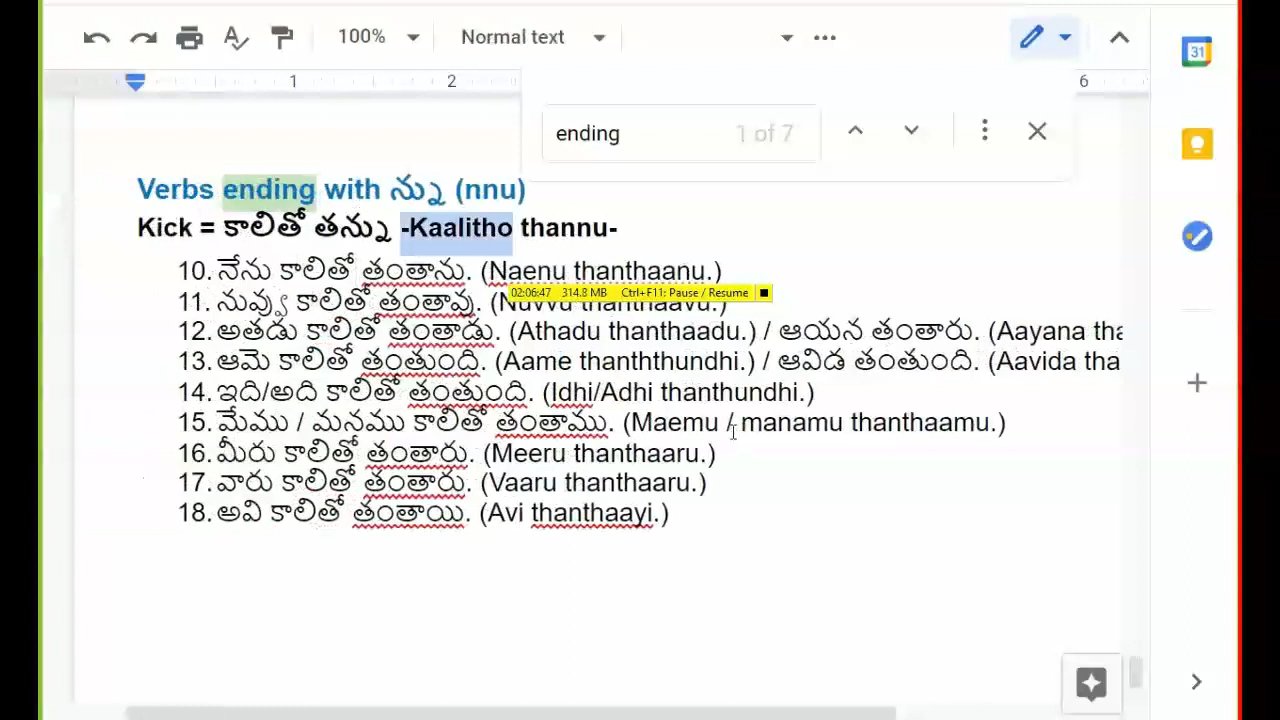 100% Normal text
31
1 2 6
ending 1 of 7
Verbs ending with న్ను (nnu)
Kick = కాలితో తన్ను -Kaalitho thannu-
10. నేను కాలితో తంతాను. (Naenu thanthaanu.)
02:06:47 314.8 MB Ctrl+F11: Pause / Resume
11. నువ్వు కాలితో తంతావు. (Nuvvu thanthaavu.)
12. అతడు కాలితో తంతాడు. (Athadu thanthaadu.) / ఆయన తంతారు. (Aayana tha
13. ఆమె కాలితో తంతుంది. (Aame thanththundhi.) / ఆవిడ తంతుంది. (Aavida tha
14. ఇది/అది కాలితో తంతుంది. (Idhi/Adhi thanthundhi.)
15. మేము / మనము కాలితో తంతాము. (Maemu / manamu thanthaamu.)
16. మీరు కాలితో తంతారు. (Meeru thanthaaru.)
17. వారు కాలితో తంతారు. (Vaaru thanthaaru.)
18. అవి కాలితో తంతాయి. (Avi thanthaayi.)